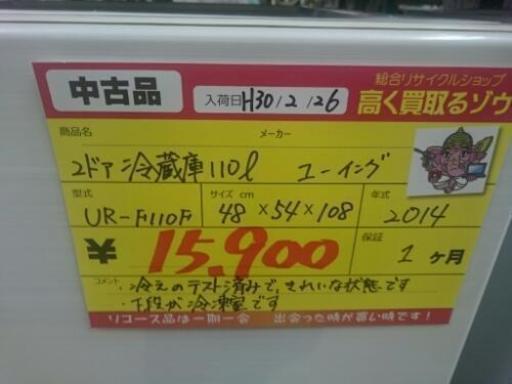 総合リサイクルショップ
中古品 入荷日 H30/2/26 高く買取るゾウ
商品名 メーカー
2ドア冷蔵庫110l ユーイング
型式 サイズ cm 年式
UR-F110F 48×54×108 2014
¥15,900 保証 1ヶ月
コメント ・冷えのテスト済みで、きれいな状態です
・下段が冷凍室です
リユース品は一期一会 出会った時が買い時です!